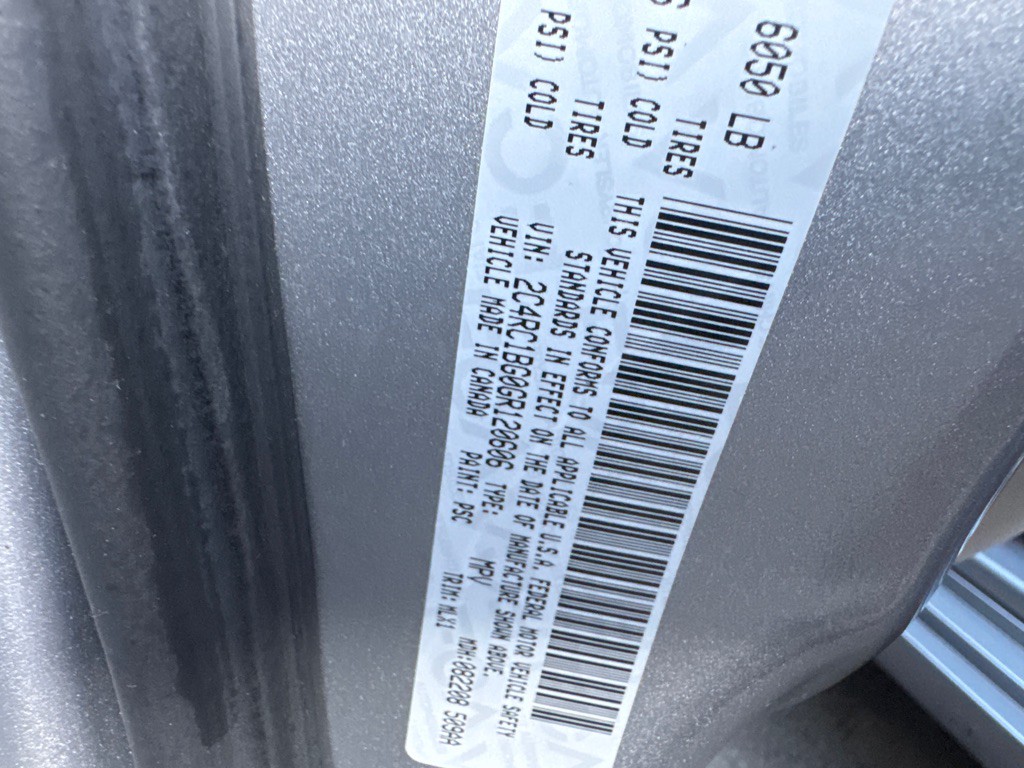 6050 LB
PSI) COLD TIRES
PSI) COLD TIRES
THIS VEHICLE CONFORMS TO ALL APPLICABLE U.S.A. FEDERAL MOTOR VEHICLE SAFETY
STANDARDS IN EFFECT ON THE DATE OF MANUFACTURE SHOWN ABOVE.
VIN: 2C4RC1BG0GR120606 TYPE: MPV MDH:082208 509AA
VEHICLE MADE IN CANADA PAINT: PSC TRIM: MLX1